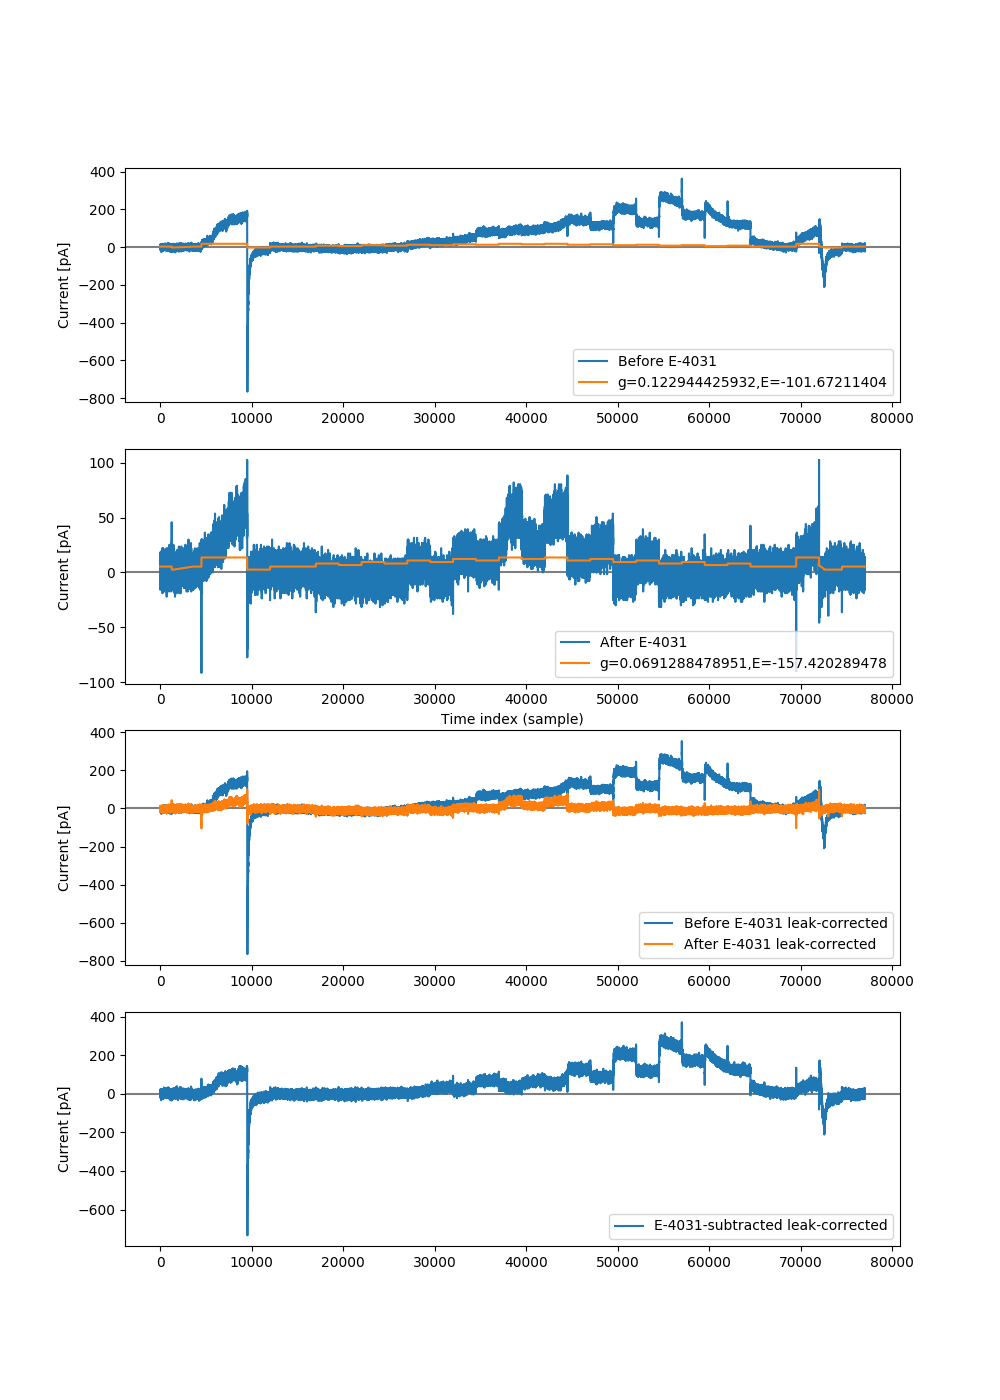 400
200
0
−200
−400
−600
−800
Current [pA]
Before E-4031
g=0.122944425932,E=-101.67211404
0 10000 20000 30000 40000 50000 60000 70000 80000
100
50
0
−50
−100
Current [pA]
After E-4031
g=0.0691288478951,E=-157.420289478
0 10000 20000 30000 40000 50000 60000 70000 80000
Time index (sample)
400
200
0
−200
−400
−600
−800
Current [pA]
Before E-4031 leak-corrected
After E-4031 leak-corrected
0 10000 20000 30000 40000 50000 60000 70000 80000
400
200
0
−200
−400
−600
Current [pA]
E-4031-subtracted leak-corrected
0 10000 20000 30000 40000 50000 60000 70000 80000